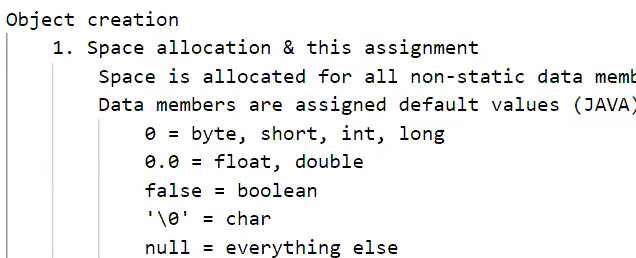 Object creation
1. Space allocation & this assignment
Space is allocated for all non-static data memb
Data members are assigned default values (JAVA)
0 = byte, short, int, long
0.0 = float, double
false = boolean
'\0' = char
null = everything else